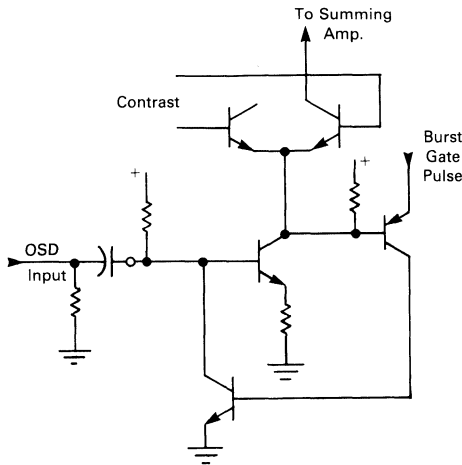 To Summing
Amp.
Contrast
Burst
Gate
Pulse
+
+
OSD
Input